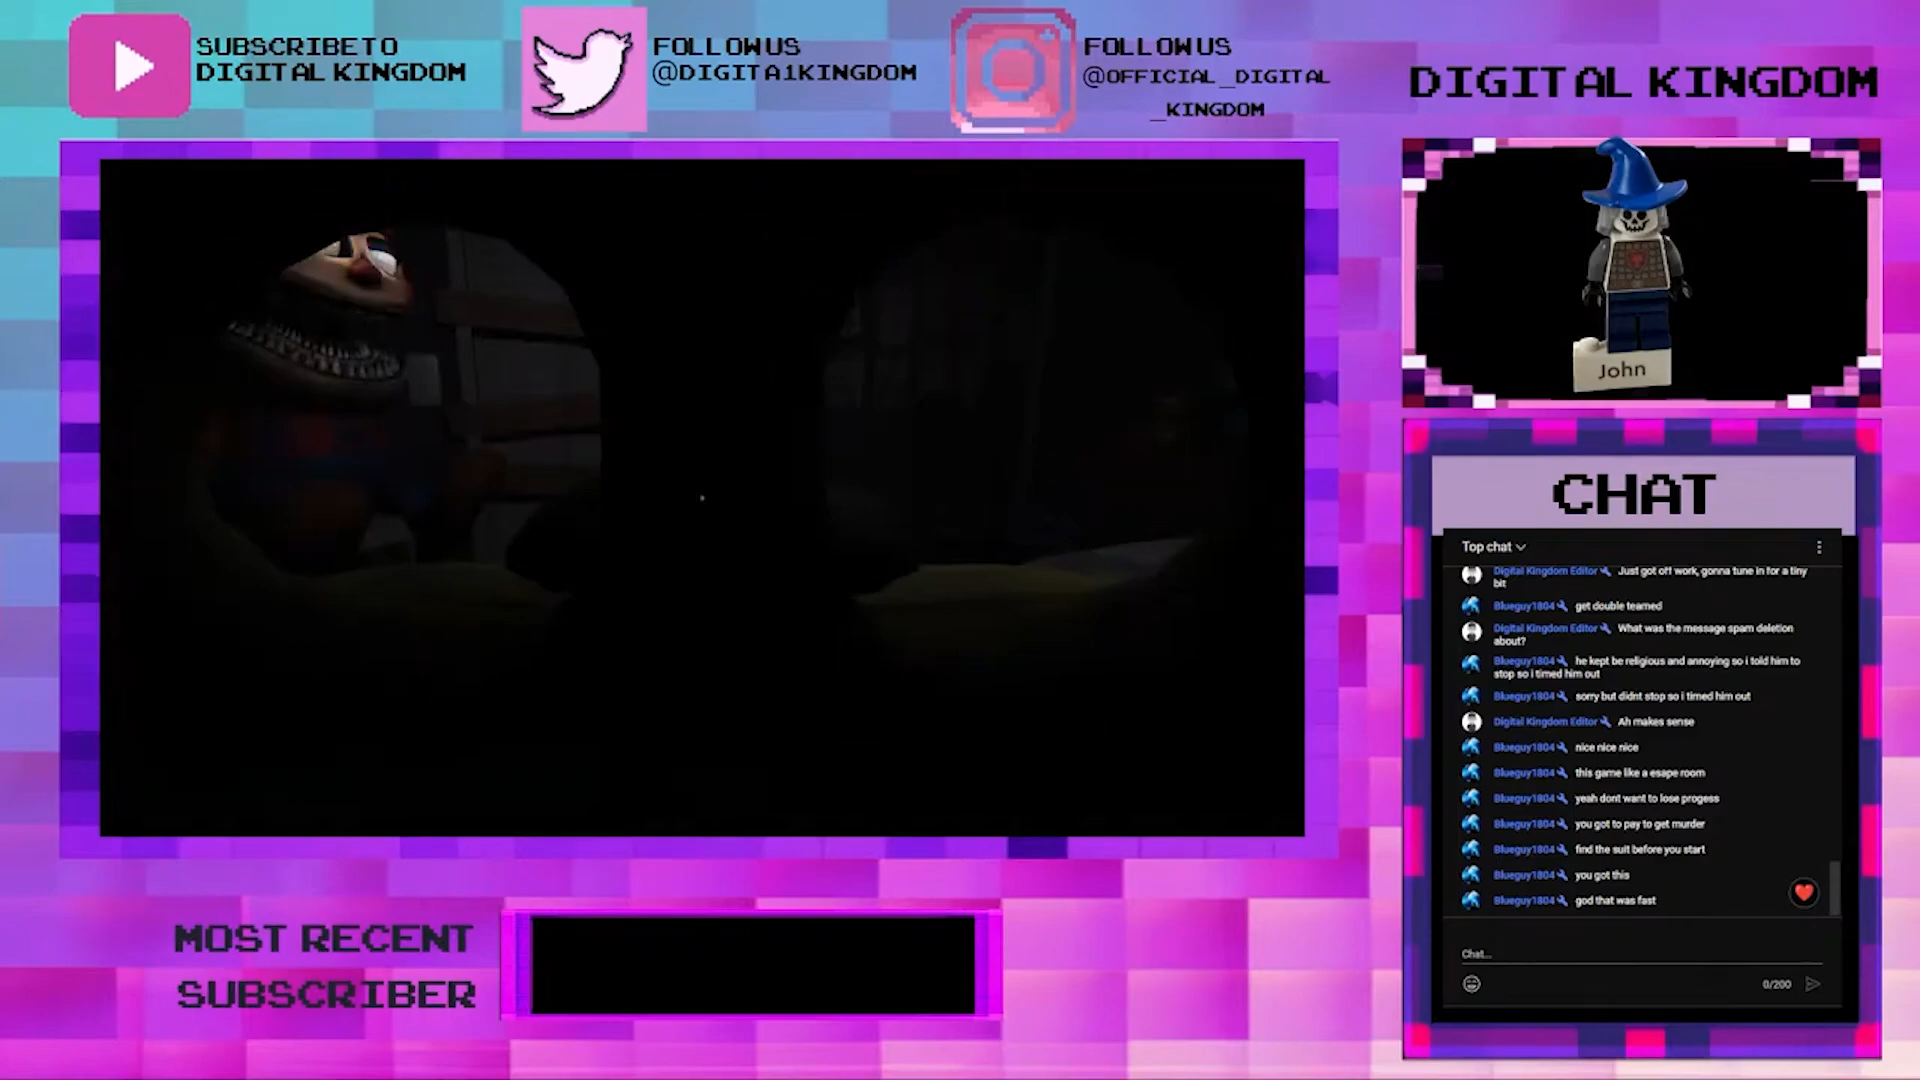 SUBSCRIBE TO
DIGITAL KINGDOM
FOLLOW US
@DIGITA1KINGDOM
FOLLOW US
@OFFICIAL_DIGITAL
_KINGDOM
DIGITAL KINGDOM
John
CHAT
Top chat
Digital Kingdom Editor Just got off work, gonna tune in for a tiny
bit
Blueguy1804 get double teamed
Digital Kingdom Editor What was the message spam deletion
about?
Blueguy1804 he kept be religious and annoying so i told him to
stop so i timed him out
Blueguy1804 sorry but didnt stop so i timed him out
Digital Kingdom Editor Ah makes sense
Blueguy1804 nice nice nice
Blueguy1804 this game like a esape room
Blueguy1804 yeah dont want to lose progess
Blueguy1804 you got to pay to get murder
Blueguy1804 find the suit before you start
Blueguy1804 you got this
Blueguy1804 god that was fast
Chat...
0/200
MOST RECENT
SUBSCRIBER